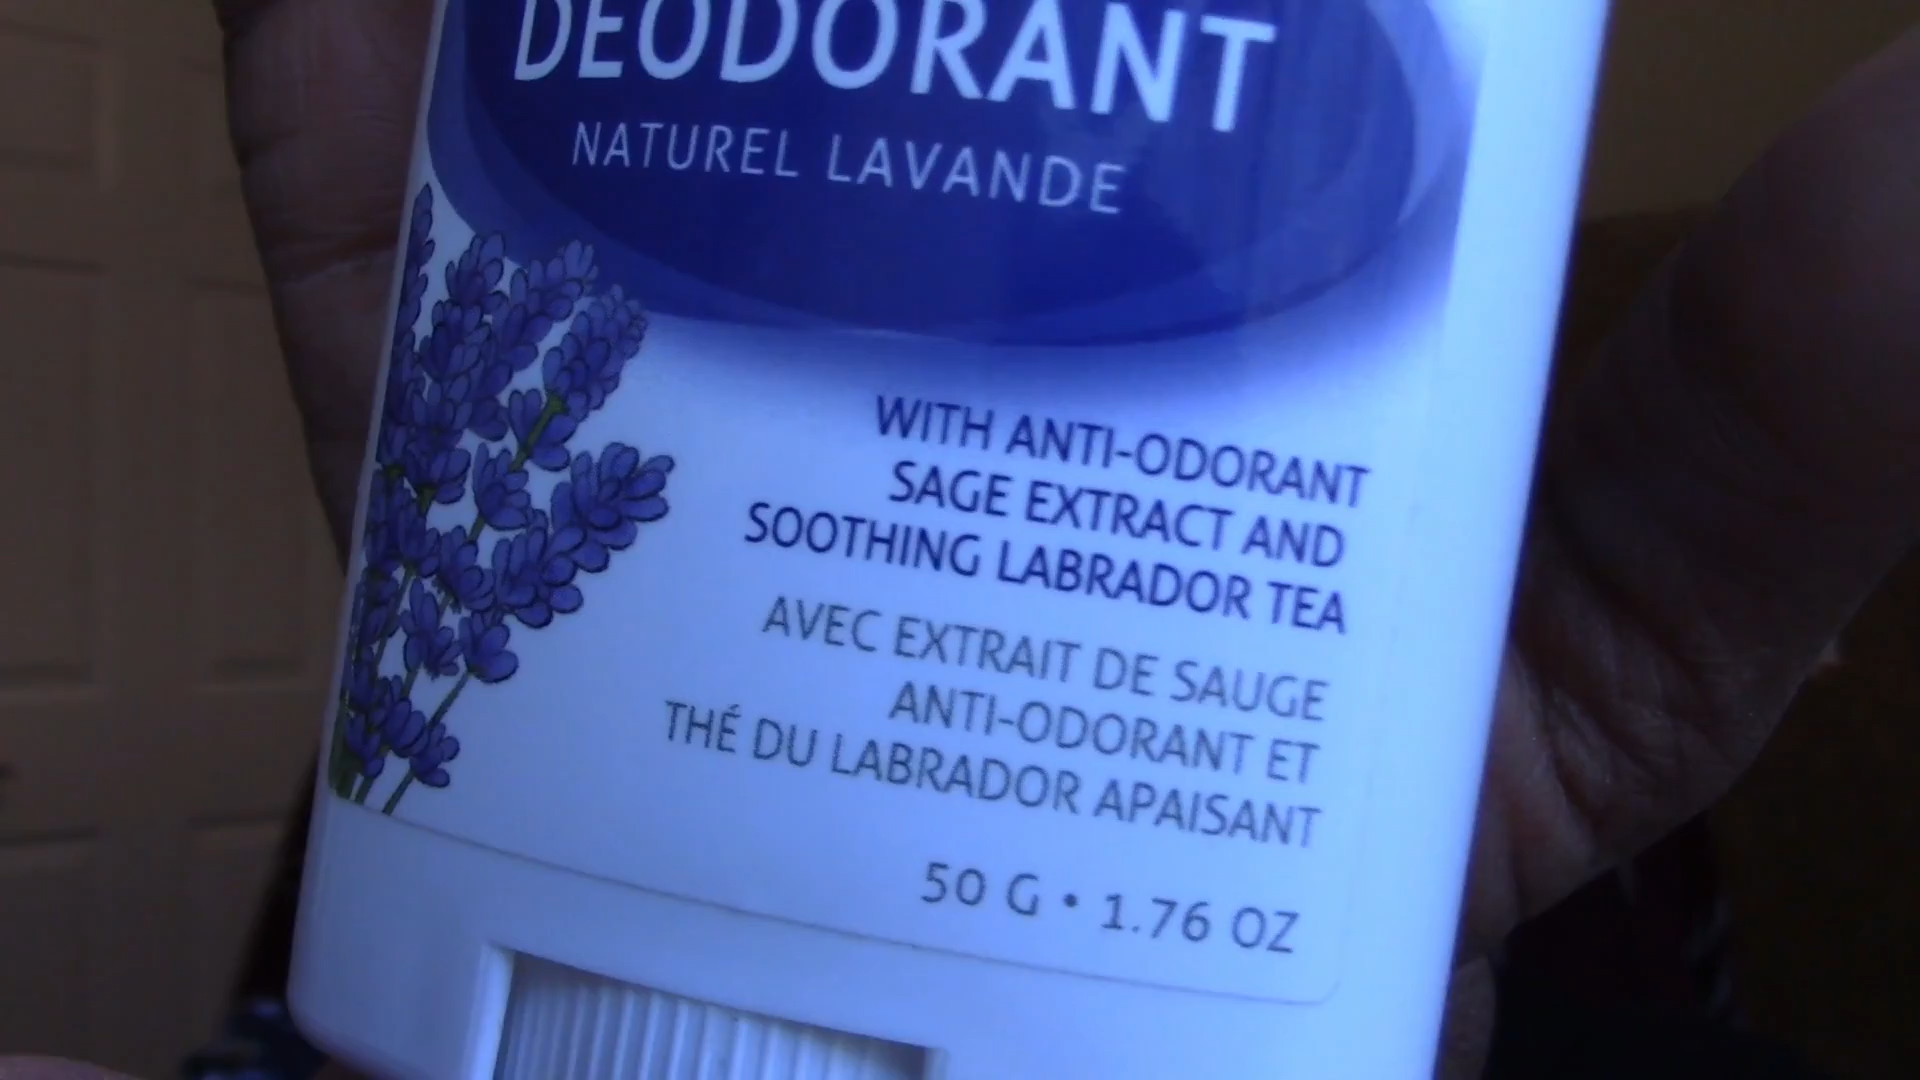 DEODORANT
NATUREL LAVANDE
WITH ANTI-ODORANT
SAGE EXTRACT AND
SOOTHING LABRADOR TEA
AVEC EXTRAIT DE SAUGE
ANTI-ODORANT ET
THÉ DU LABRADOR APAISANT
50 G • 1.76 OZ